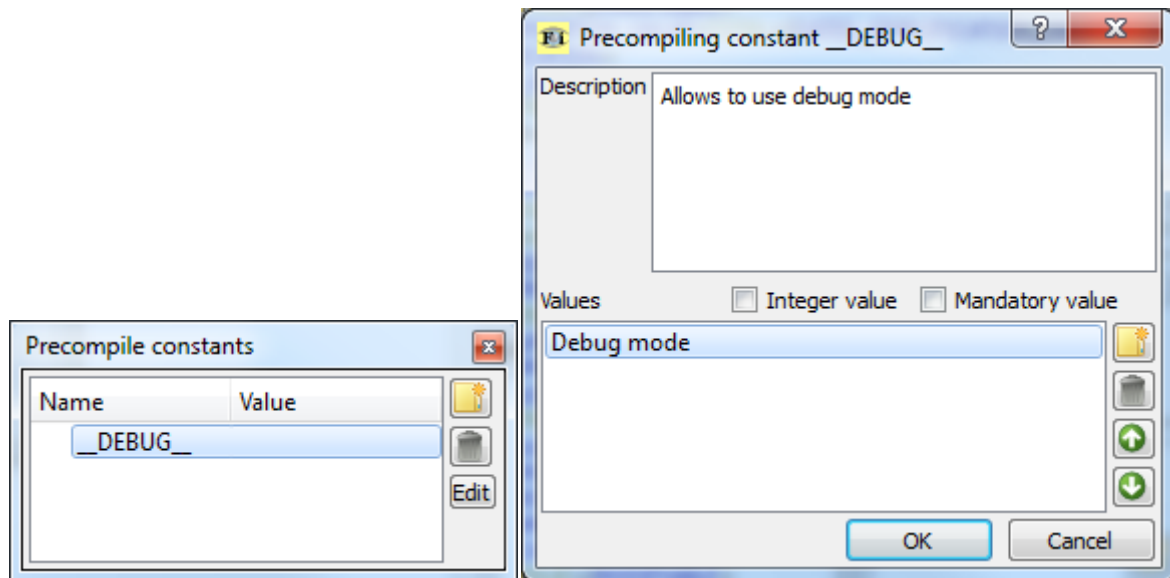 Precompile constants
Name Value
__DEBUG__
Edit
Fi Precompiling constant __DEBUG__
Description Allows to use debug mode
Values Integer value Mandatory value
Debug mode
OK Cancel